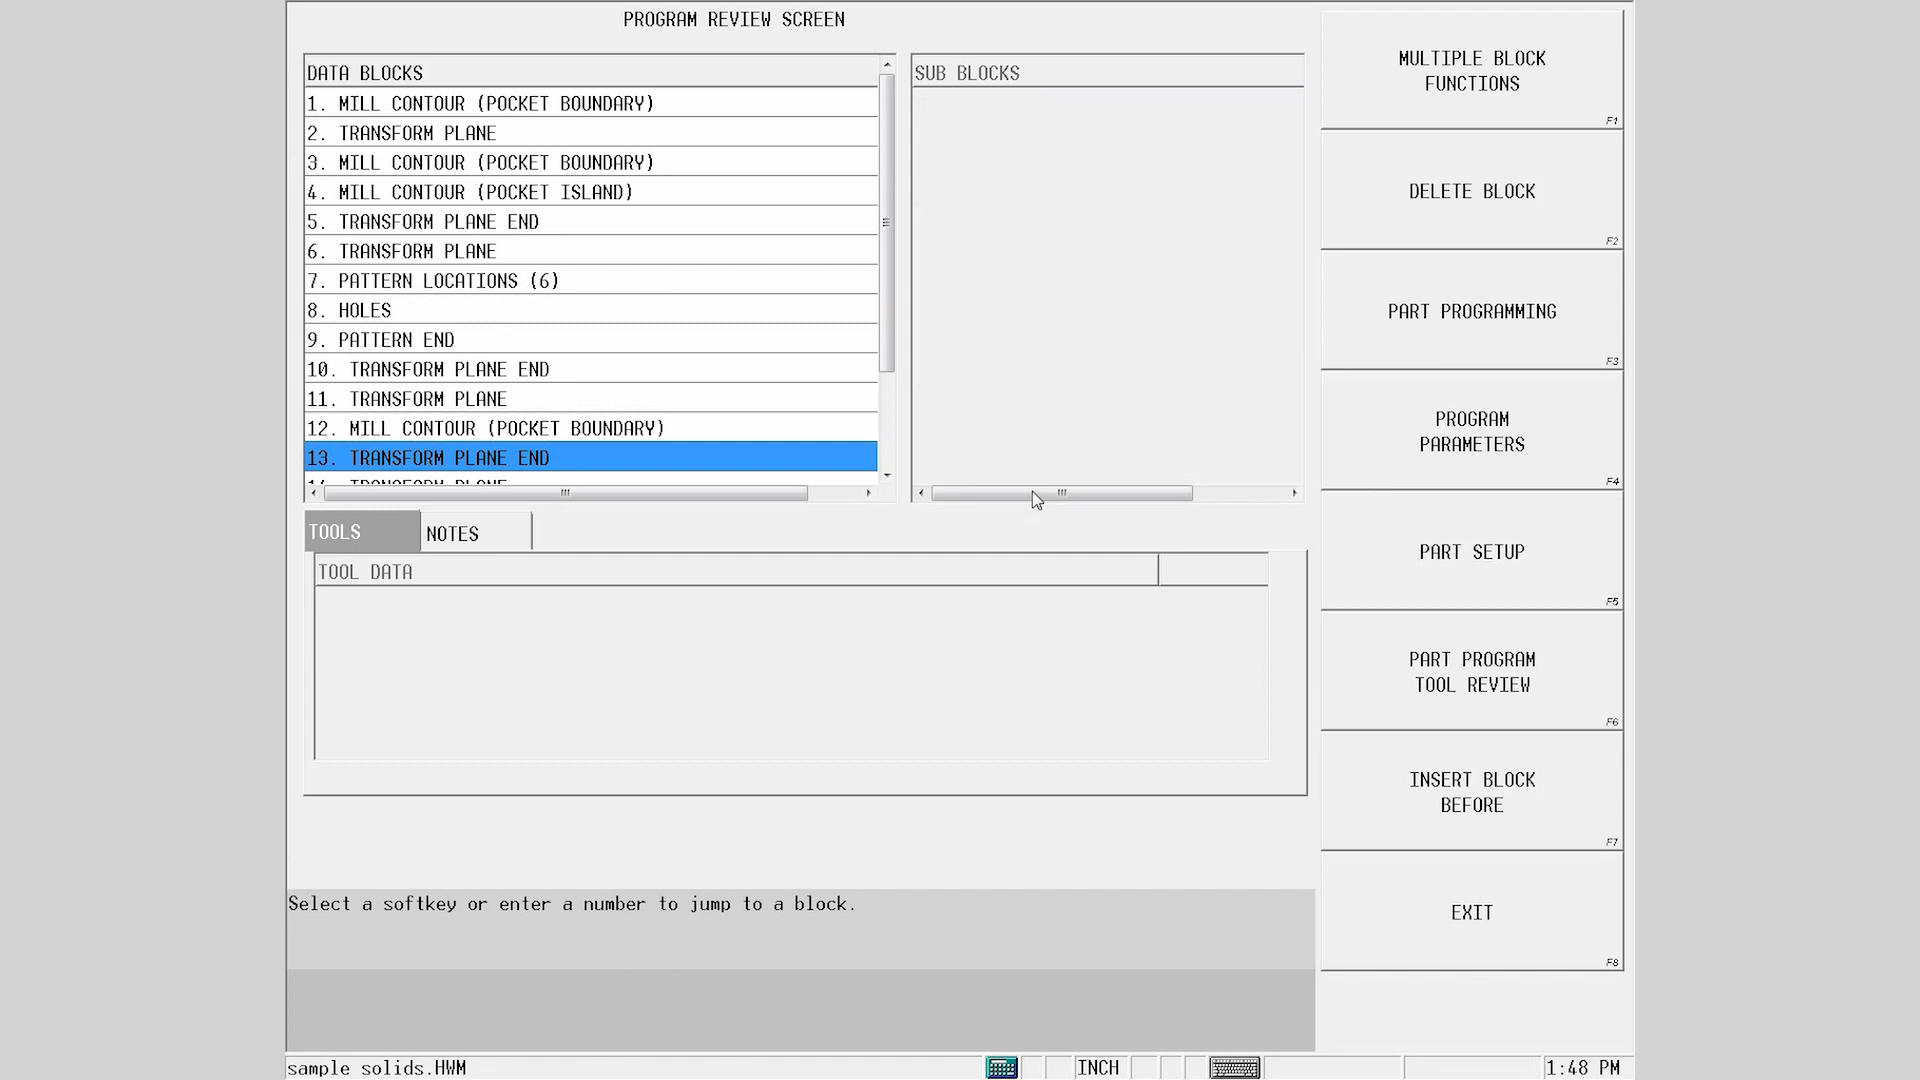 PROGRAM REVIEW SCREEN
DATA BLOCKS
1. MILL CONTOUR (POCKET BOUNDARY)
2. TRANSFORM PLANE
3. MILL CONTOUR (POCKET BOUNDARY)
4. MILL CONTOUR (POCKET ISLAND)
5. TRANSFORM PLANE END
6. TRANSFORM PLANE
7. PATTERN LOCATIONS (6)
8. HOLES
9. PATTERN END
10. TRANSFORM PLANE END
11. TRANSFORM PLANE
12. MILL CONTOUR (POCKET BOUNDARY)
13. TRANSFORM PLANE END
SUB BLOCKS
TOOLS
NOTES
TOOL DATA
Select a softkey or enter a number to jump to a block.
MULTIPLE BLOCK
FUNCTIONS
F1
DELETE BLOCK
F2
PART PROGRAMMING
F3
PROGRAM
PARAMETERS
F4
PART SETUP
F5
PART PROGRAM
TOOL REVIEW
F6
INSERT BLOCK
BEFORE
F7
EXIT
F8
sample solids.HWM
INCH
1:48 PM